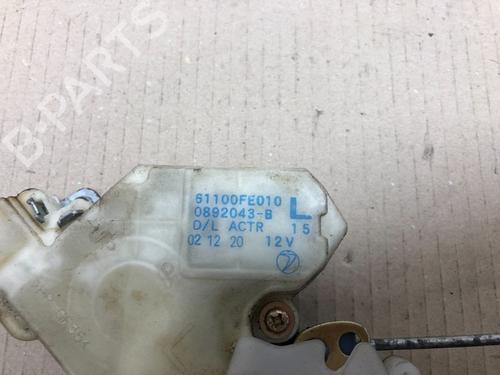 B-PARTS
61100FE010
0892043-B L
D/L ACTR 15
02 12 20 12V